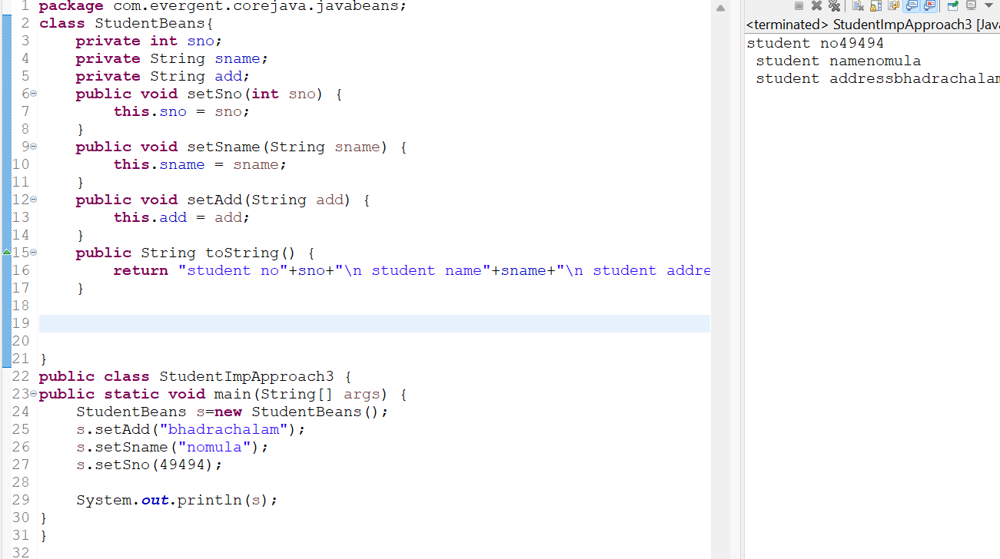 1 package com.evergent.corejava.javabeans;
2 class StudentBeans{
3     private int sno;
4     private String sname;
5     private String add;
6     public void setSno(int sno) {
7         this.sno = sno;
8     }
9     public void setSname(String sname) {
10         this.sname = sname;
11     }
12     public void setAdd(String add) {
13         this.add = add;
14     }
15     public String toString() {
16         return "student no"+sno+"\n student name"+sname+"\n student addre
17     }
18
19
20
21 }
22 public class StudentImpApproach3 {
23 public static void main(String[] args) {
24     StudentBeans s=new StudentBeans();
25     s.setAdd("bhadrachalam");
26     s.setSname("nomula");
27     s.setSno(49494);
28
29     System.out.println(s);
30 }
31 }
32
<terminated> StudentImpApproach3 [Java
student no49494
 student namenomula
 student addressbhadrachalam